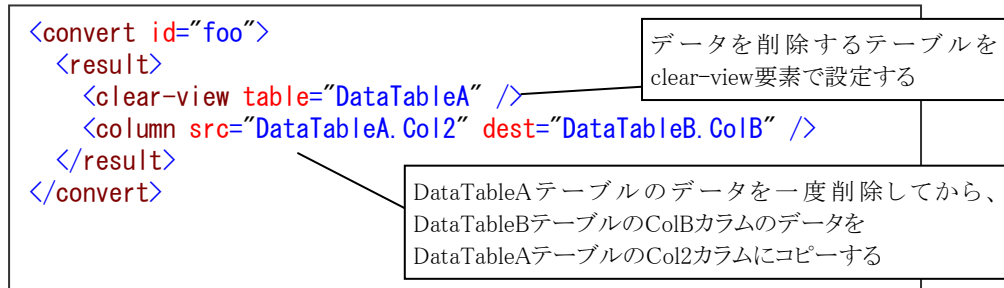 <convert id="foo">
<result>
<clear-view table="DataTableA" />
<column src="DataTableA.Col2" dest="DataTableB.ColB" />
</result>
</convert>
データを削除するテーブルを
clear-view要素で設定する
DataTableAテーブルのデータを一度削除してから、
DataTableBテーブルのColBカラムのデータを
DataTableAテーブルのCol2カラムにコピーする